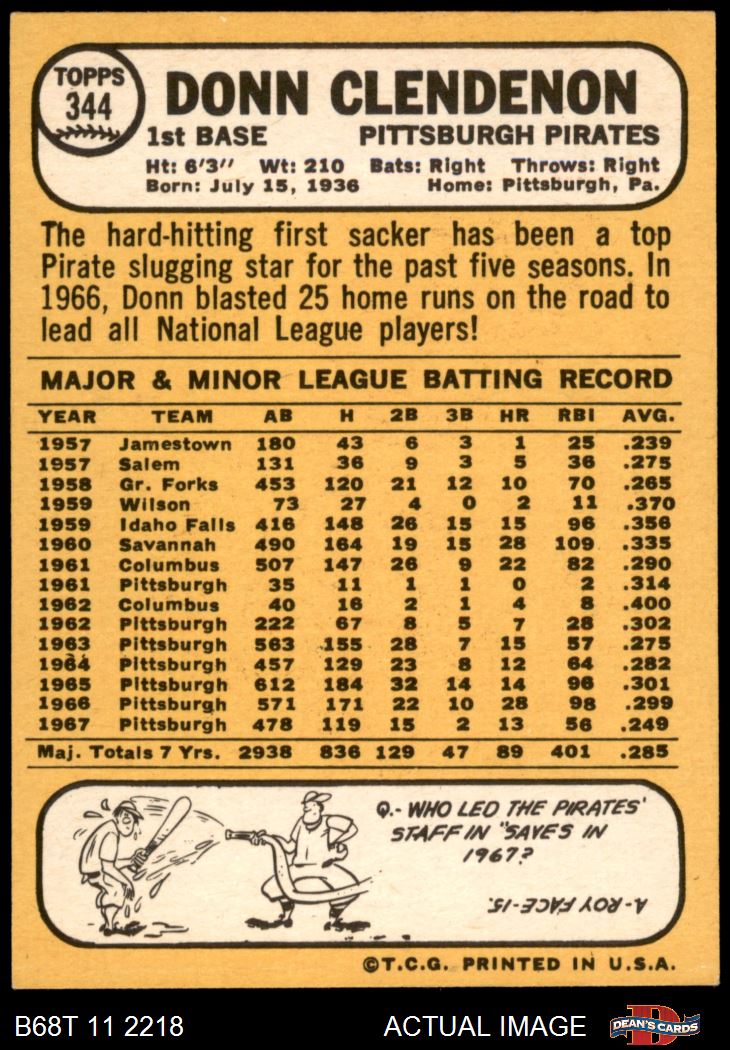 TOPPS
344
DONN CLENDENON
1st BASE PITTSBURGH PIRATES
Ht: 6'3" Wt: 210 Bats: Right Throws: Right
Born: July 15, 1936 Home: Pittsburgh, Pa.
The hard-hitting first sacker has been a top
Pirate slugging star for the past five seasons. In
1966, Donn blasted 25 home runs on the road to
lead all National League players!
MAJOR & MINOR LEAGUE BATTING RECORD
YEAR TEAM AB H 2B 3B HR RBI AVG.
1957 Jamestown 180 43 6 3 1 25 .239
1957 Salem 131 36 9 3 5 36 .275
1958 Gr. Forks 453 120 21 12 10 70 .265
1959 Wilson 73 27 4 0 2 11 .370
1959 Idaho Falls 416 148 26 15 15 96 .356
1960 Savannah 490 164 19 15 28 109 .335
1961 Columbus 507 147 26 9 22 82 .290
1961 Pittsburgh 35 11 1 1 0 2 .314
1962 Columbus 40 16 2 1 4 8 .400
1962 Pittsburgh 222 67 8 5 7 28 .302
1963 Pittsburgh 563 155 28 7 15 57 .275
1964 Pittsburgh 457 129 23 8 12 64 .282
1965 Pittsburgh 612 184 32 14 14 96 .301
1966 Pittsburgh 571 171 22 10 28 98 .299
1967 Pittsburgh 478 119 15 2 13 56 .249
Maj. Totals 7 Yrs. 2938 836 129 47 89 401 .285
Q.- WHO LED THE PIRATES'
STAFF IN "SAVES IN
1967?
A- ROY FACE-15.
©T.C.G. PRINTED IN U.S.A.
B68T 11 2218 ACTUAL IMAGE DEAN'S CARDS